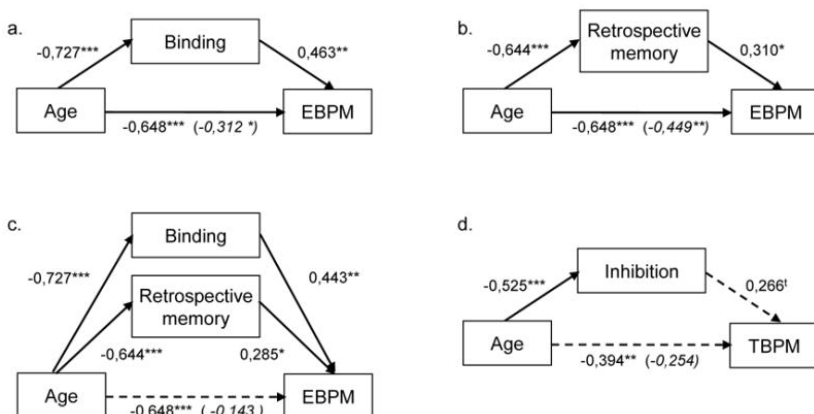 a.
-0,727***
Binding
0,463**
Age
EBPM
-0,648*** (-0,312 *)
b.
-0,644***
Retrospective
memory
0,310*
Age
EBPM
-0,648*** (-0,449**)
c.
Binding
-0,727***
0,443**
Retrospective
memory
-0,644***
0,285*
Age
EBPM
-0,648*** ( -0,143 )
d.
-0,525***
Inhibition
0,266ᵗ
Age
TBPM
-0,394** (-0,254)